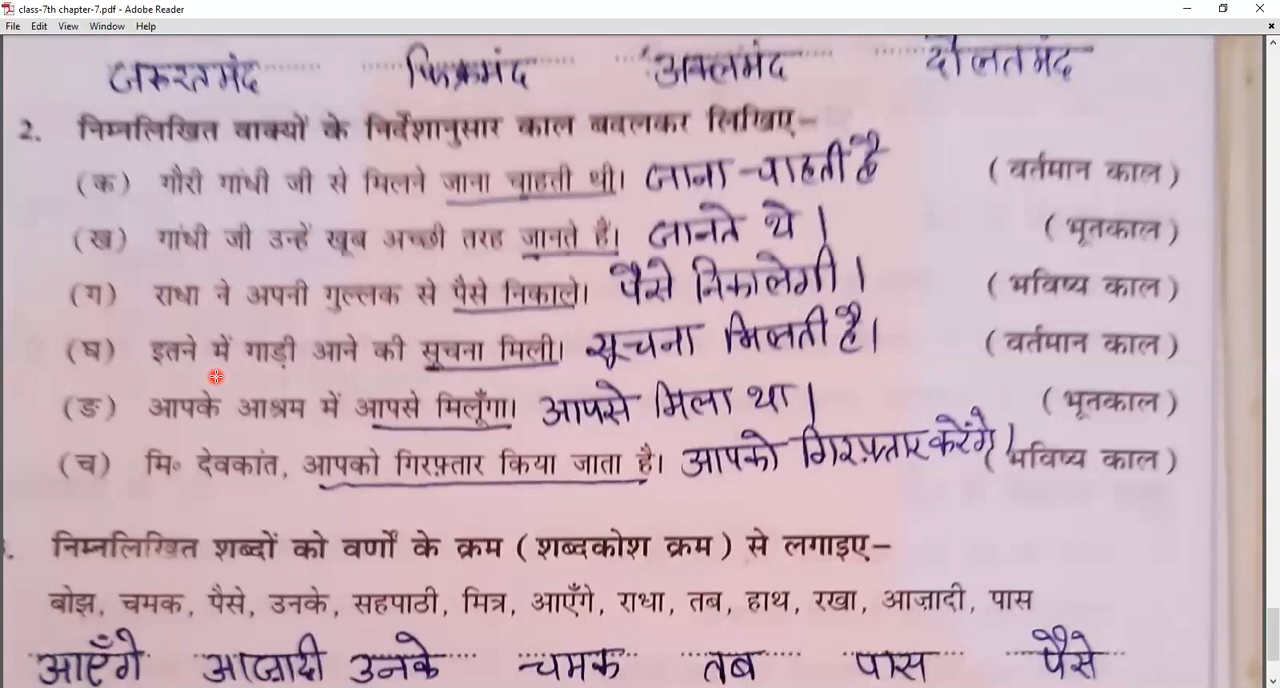 class-7th chapter-7.pdf - Adobe Reader
File Edit View Window Help
जरूरतमंद फिक्रमंद अक्लमंद दौलतमंद
2. निम्नलिखित वाक्यों के निर्देशानुसार काल बदलकर लिखिए-
(क) गौरी गांधी जी से मिलने जाना चाहती थी। जाना चाहती है (वर्तमान काल)
(ख) गांधी जी उन्हें खूब अच्छी तरह जानते हैं। जानते थे। (भूतकाल)
(ग) राधा ने अपनी गुल्लक से पैसे निकाले। पैसे निकालेगी। (भविष्य काल)
(घ) इतने में गाड़ी आने की सूचना मिली। सूचना मिलती है। (वर्तमान काल)
(ङ) आपके आश्रम में आपसे मिलूँगा। आपसे मिला था। (भूतकाल)
(च) मि॰ देवकांत, आपको गिरफ़्तार किया जाता है। आपको गिरफ़्तार करेंगे। (भविष्य काल)
निम्नलिखित शब्दों को वर्णों के क्रम (शब्दकोश क्रम) से लगाइए-
बोझ, चमक, पैसे, उनके, सहपाठी, मित्र, आएँगे, राधा, तब, हाथ, रखा, आज़ादी, पास
आएँगे आज़ादी उनके चमक तब पास पैसे